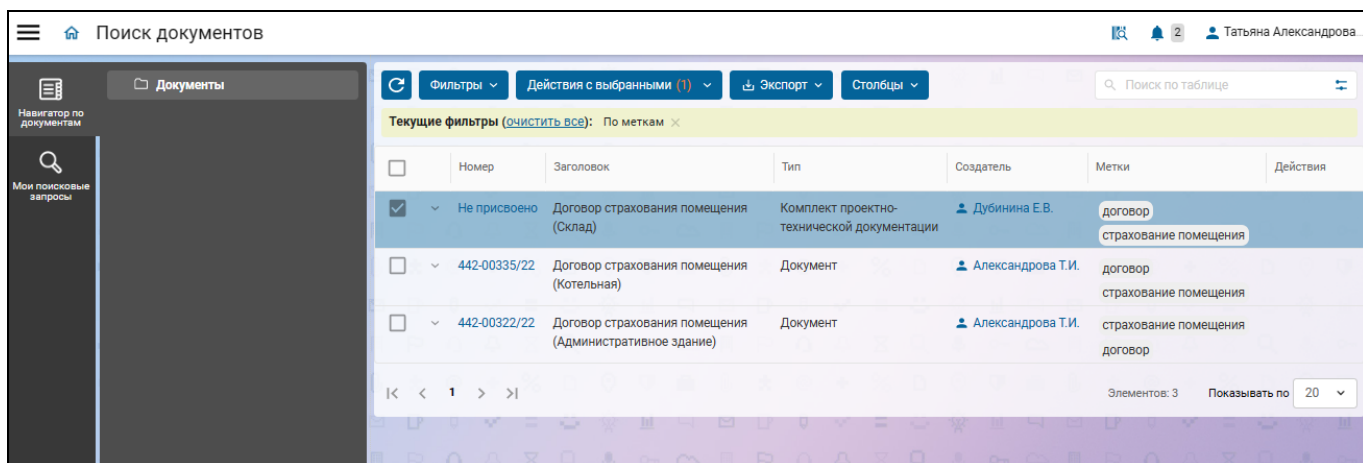 Поиск документов
2
Татьяна Александрова...
Навигатор по документам
Мои поисковые запросы
Документы
Фильтры
Действия с выбранными (1)
Экспорт
Столбцы
Поиск по таблице
Текущие фильтры (очистить все): По меткам
Номер Заголовок Тип Создатель Метки Действия
Не присвоено Договор страхования помещения Комплект проектно- Дубинина Е.В. договор
(Склад) технической документации страхование помещения
442-00335/22 Договор страхования помещения Документ Александрова Т.И. договор
(Котельная) страхование помещения
442-00322/22 Договор страхования помещения Документ Александрова Т.И. страхование помещения
(Административное здание) договор
1
Элементов: 3 Показывать по 20